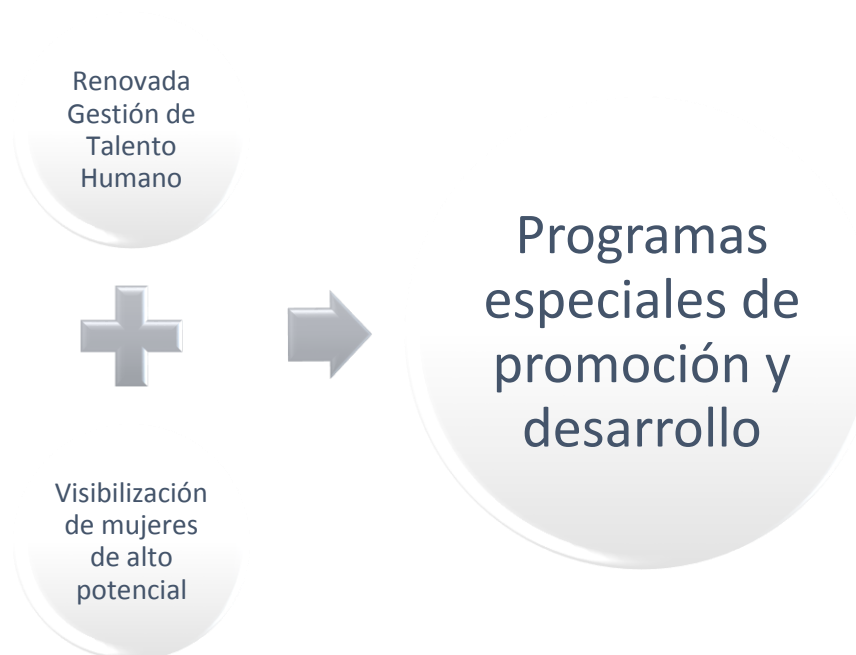 Renovada
Gestión de
Talento
Humano
Visibilización
de mujeres
de alto
potencial
Programas
especiales de
promoción y
desarrollo